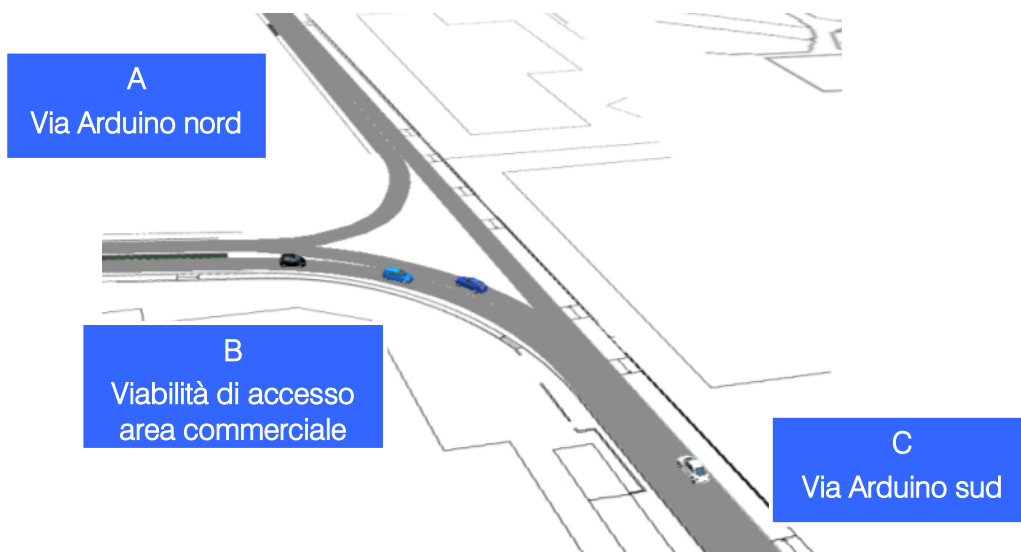 A
Via Arduino nord
B
Viabilità di accesso
area commerciale
C
Via Arduino sud